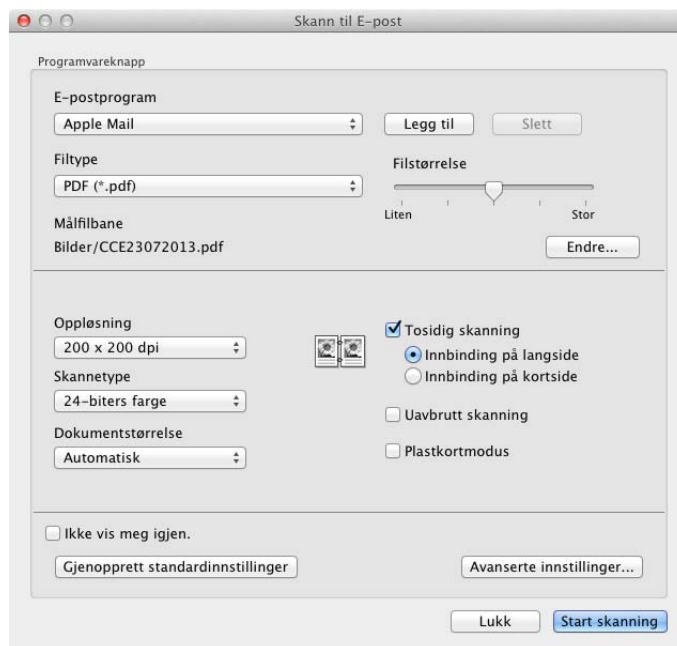 Skann til E-post
Programvareknapp
E-postprogram
Apple Mail
Legg til
Slett
Filtype
Filstørrelse
PDF (*.pdf)
Liten
Stor
Målfilbane
Bilder/CCE23072013.pdf
Endre...
Oppløsning
200 x 200 dpi
Tosidig skanning
Innbinding på langside
Innbinding på kortside
Skannetype
24-biters farge
Uavbrutt skanning
Dokumentstørrelse
Automatisk
Plastkortmodus
Ikke vis meg igjen.
Gjenopprett standardinnstillinger
Avanserte innstillinger...
Lukk
Start skanning